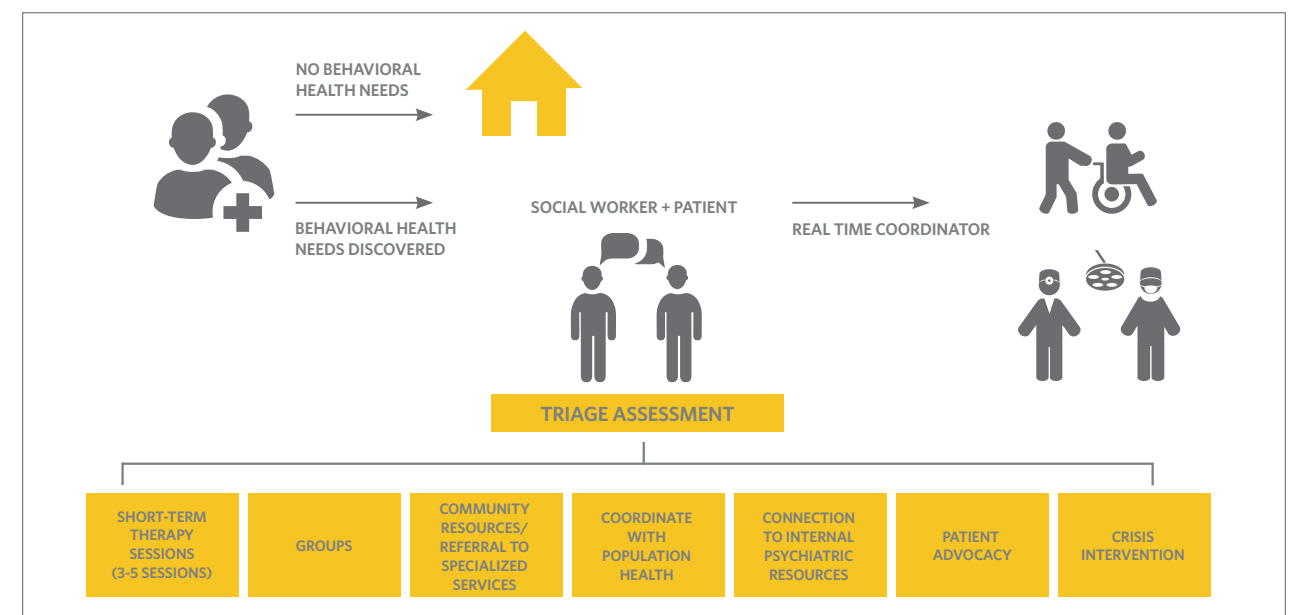 NO BEHAVIORAL
HEALTH NEEDS
BEHAVIORAL HEALTH
NEEDS DISCOVERED
SOCIAL WORKER + PATIENT
REAL TIME COORDINATOR
TRIAGE ASSESSMENT
SHORT-TERM
THERAPY
SESSIONS
(3-5 SESSIONS)
GROUPS
COMMUNITY
RESOURCES/
REFERRAL TO
SPECIALIZED
SERVICES
COORDINATE
WITH
POPULATION
HEALTH
CONNECTION
TO INTERNAL
PSYCHIATRIC
RESOURCES
PATIENT
ADVOCACY
CRISIS
INTERVENTION